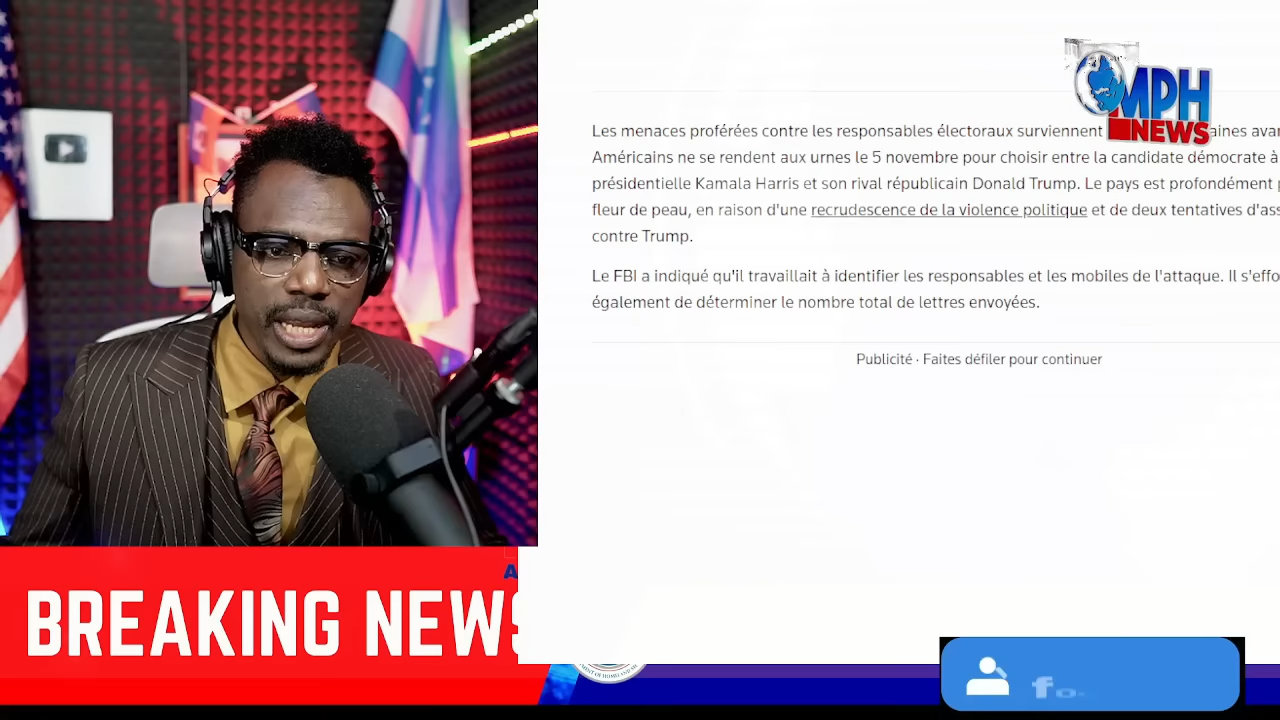 MPH
NEWS
Les menaces proférées contre les responsables électoraux surviennent
Américains ne se rendent aux urnes le 5 novembre pour choisir entre la candidate démocrate à
présidentielle Kamala Harris et son rival républicain Donald Trump. Le pays est profondément
fleur de peau, en raison d'une recrudescence de la violence politique et de deux tentatives
contre Trump.
Le FBI a indiqué qu'il travaillait à identifier les responsables et les mobiles de l'attaque. Il
également de déterminer le nombre total de lettres envoyées.
Publicité · Faites défiler pour continuer
BREAKING NEWS